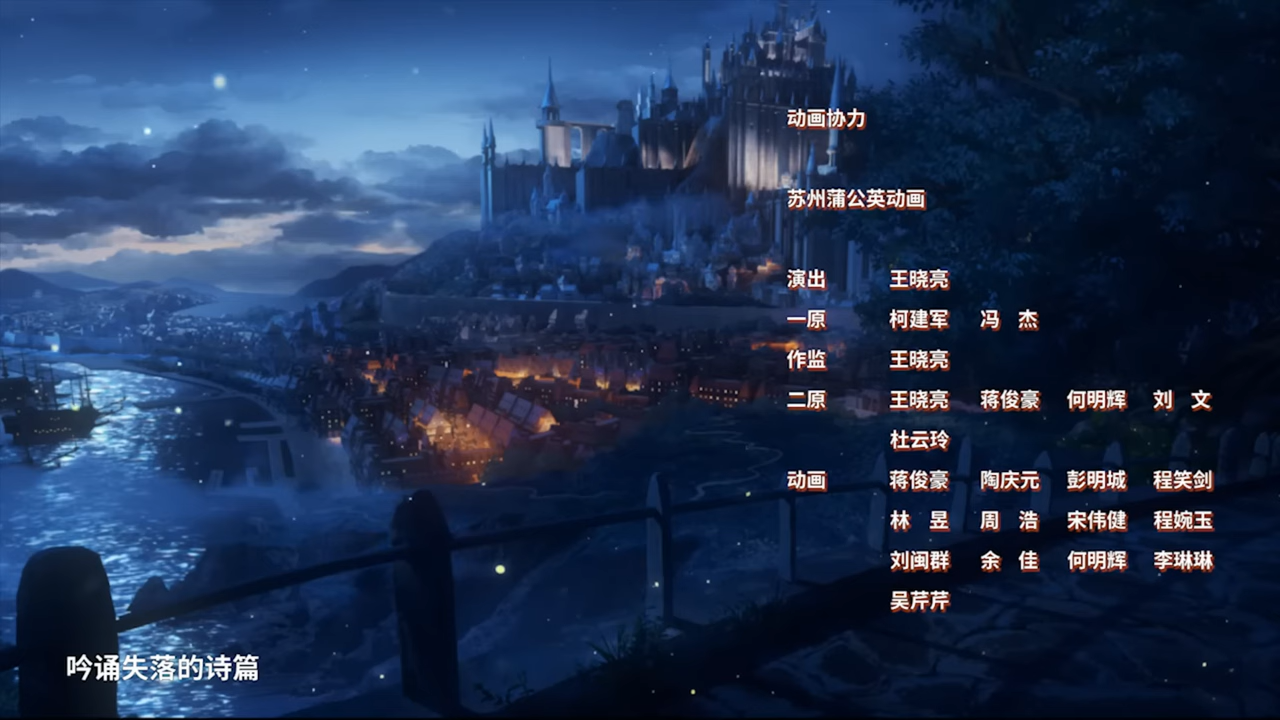 动画协力
苏州蒲公英动画
演出 王晓亮
一原 柯建军 冯 杰
作监 王晓亮
二原 王晓亮 蒋俊豪 何明辉 刘 文
杜云玲
动画 蒋俊豪 陶庆元 彭明城 程笑剑
林 昱 周 浩 宋伟健 程婉玉
刘闽群 余 佳 何明辉 李琳琳
吴芹芹
吟诵失落的诗篇